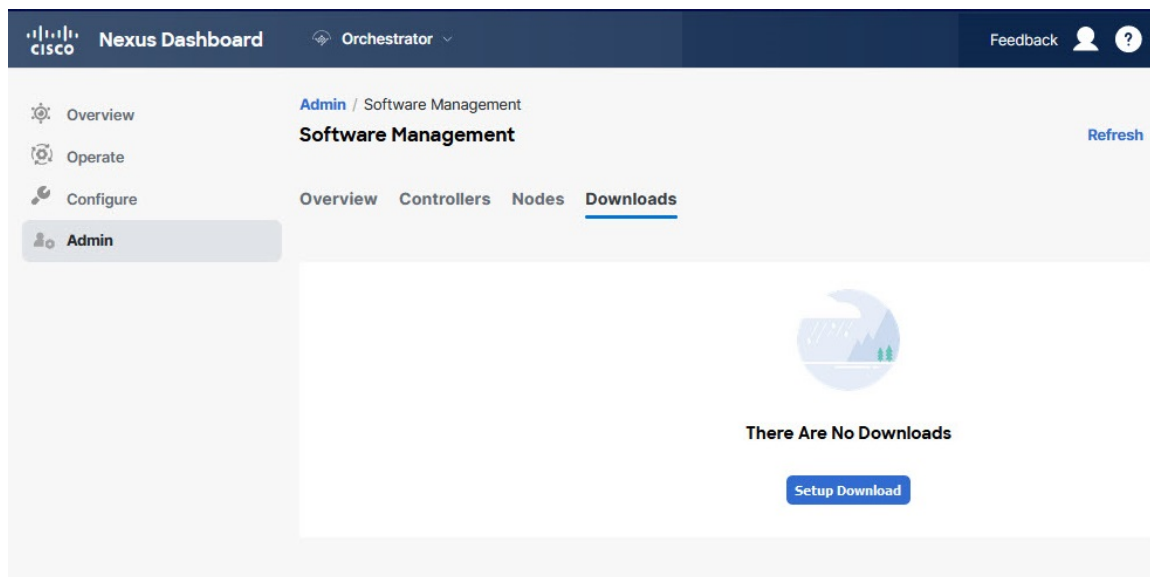 cisco Nexus Dashboard Orchestrator Feedback ?
Overview
Operate
Configure
Admin
Admin / Software Management
Software Management
Refresh
Overview Controllers Nodes Downloads
There Are No Downloads
Setup Download